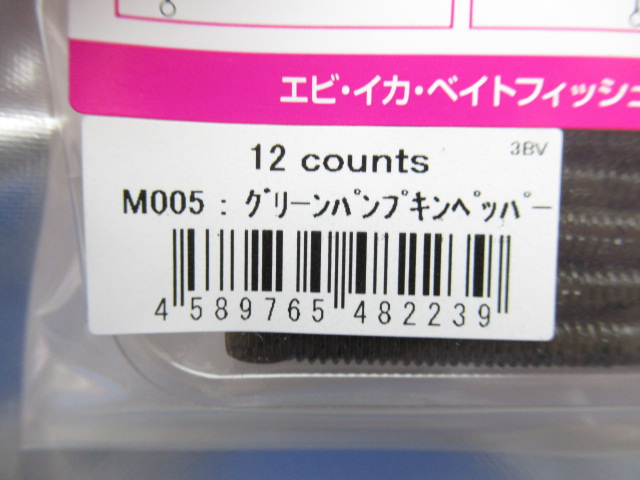 エビ・イカ・ベイトフィッシュ
12 counts
3BV
M005 : ｸﾞﾘｰﾝﾊﾟﾝﾌﾟｷﾝﾍﾟｯﾊﾟｰ
4 589765 482239